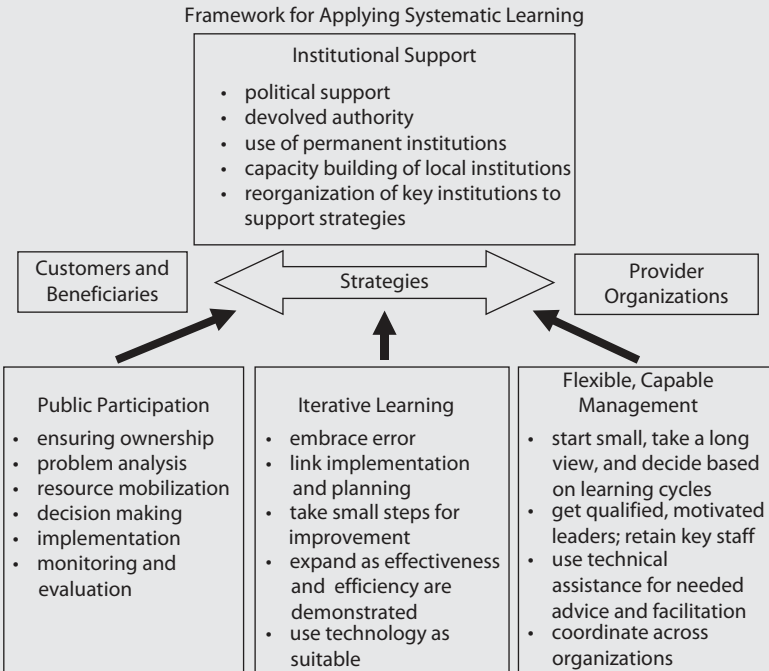 Framework for Applying Systematic Learning
Institutional Support
• political support
• devolved authority
• use of permanent institutions
• capacity building of local institutions
• reorganization of key institutions to
support strategies
Customers and
Beneficiaries
Strategies
Provider
Organizations
Public Participation
• ensuring ownership
• problem analysis
• resource mobilization
• decision making
• implementation
• monitoring and
evaluation
Iterative Learning
• embrace error
• link implementation
and planning
• take small steps for
improvement
• expand as effectiveness
and efficiency are
demonstrated
• use technology as
suitable
Flexible, Capable
Management
• start small, take a long
view, and decide based
on learning cycles
• get qualified, motivated
leaders; retain key staff
• use technical
assistance for needed
advice and facilitation
• coordinate across
organizations